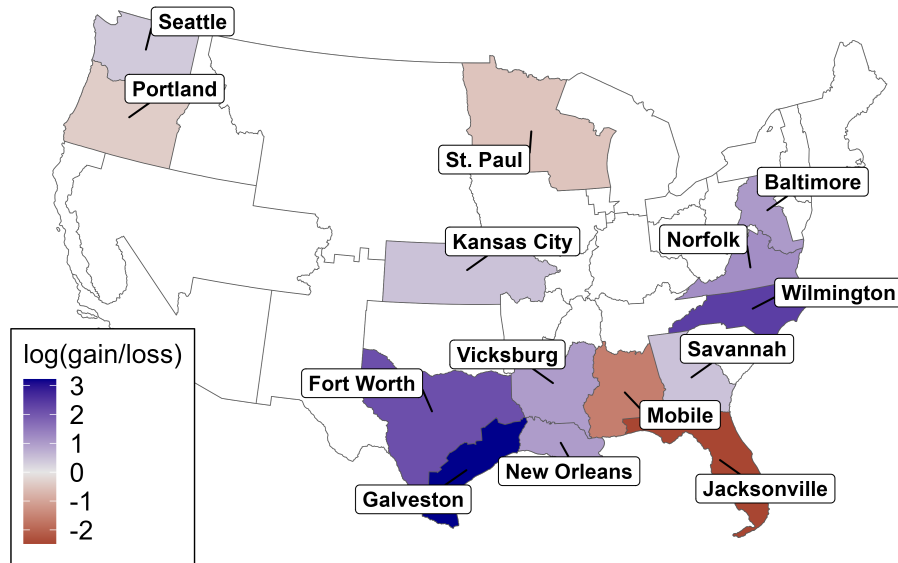 Seattle
Portland
St. Paul
Baltimore
Norfolk
Kansas City
Wilmington
Savannah
Vicksburg
Fort Worth
Mobile
New Orleans
Galveston
Jacksonville
log(gain/loss)
3
2
1
0
-1
-2